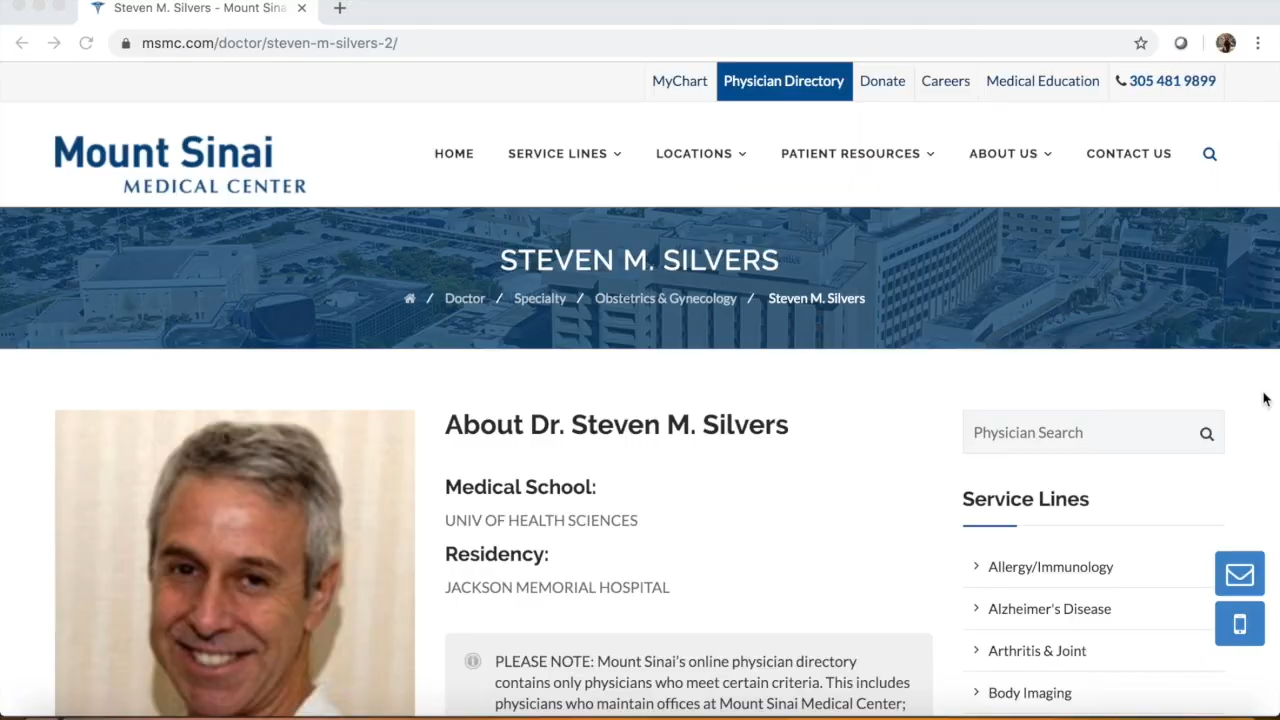 Steven M. Silvers - Mount Sina
msmc.com/doctor/steven-m-silvers-2/
MyChart Physician Directory Donate Careers Medical Education 305 481 9899
Mount Sinai
MEDICAL CENTER
HOME SERVICE LINES LOCATIONS PATIENT RESOURCES ABOUT US CONTACT US
STEVEN M. SILVERS
/ Doctor / Specialty / Obstetrics & Gynecology / Steven M. Silvers
About Dr. Steven M. Silvers
Medical School:
UNIV OF HEALTH SCIENCES
Residency:
JACKSON MEMORIAL HOSPITAL
PLEASE NOTE: Mount Sinai's online physician directory
contains only physicians who meet certain criteria. This includes
physicians who maintain offices at Mount Sinai Medical Center;
Physician Search
Service Lines
Allergy/Immunology
Alzheimer's Disease
Arthritis & Joint
Body Imaging